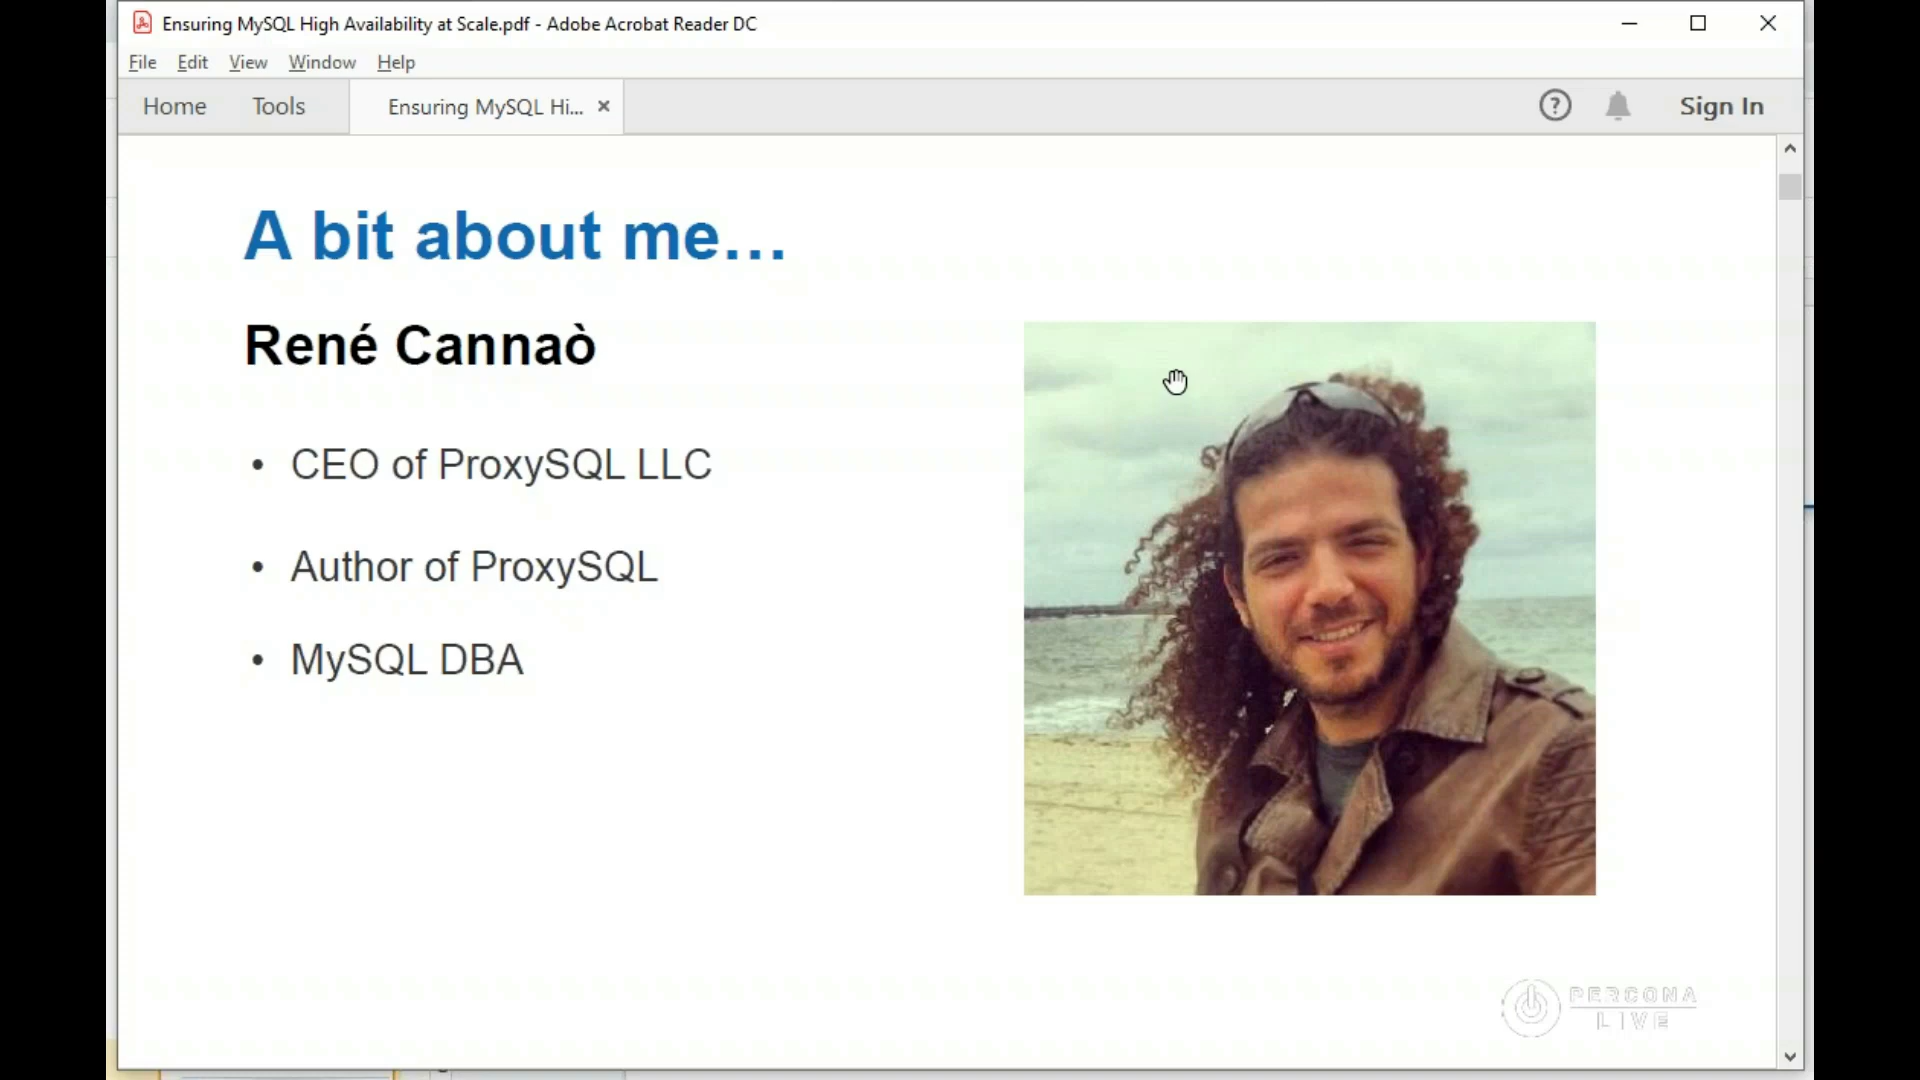 Ensuring MySQL High Availability at Scale.pdf - Adobe Acrobat Reader DC
File Edit View Window Help
Home Tools Ensuring MySQL Hi... × ? Sign In
A bit about me…
René Cannaò
• CEO of ProxySQL LLC
• Author of ProxySQL
• MySQL DBA
PERCONA
LIVE